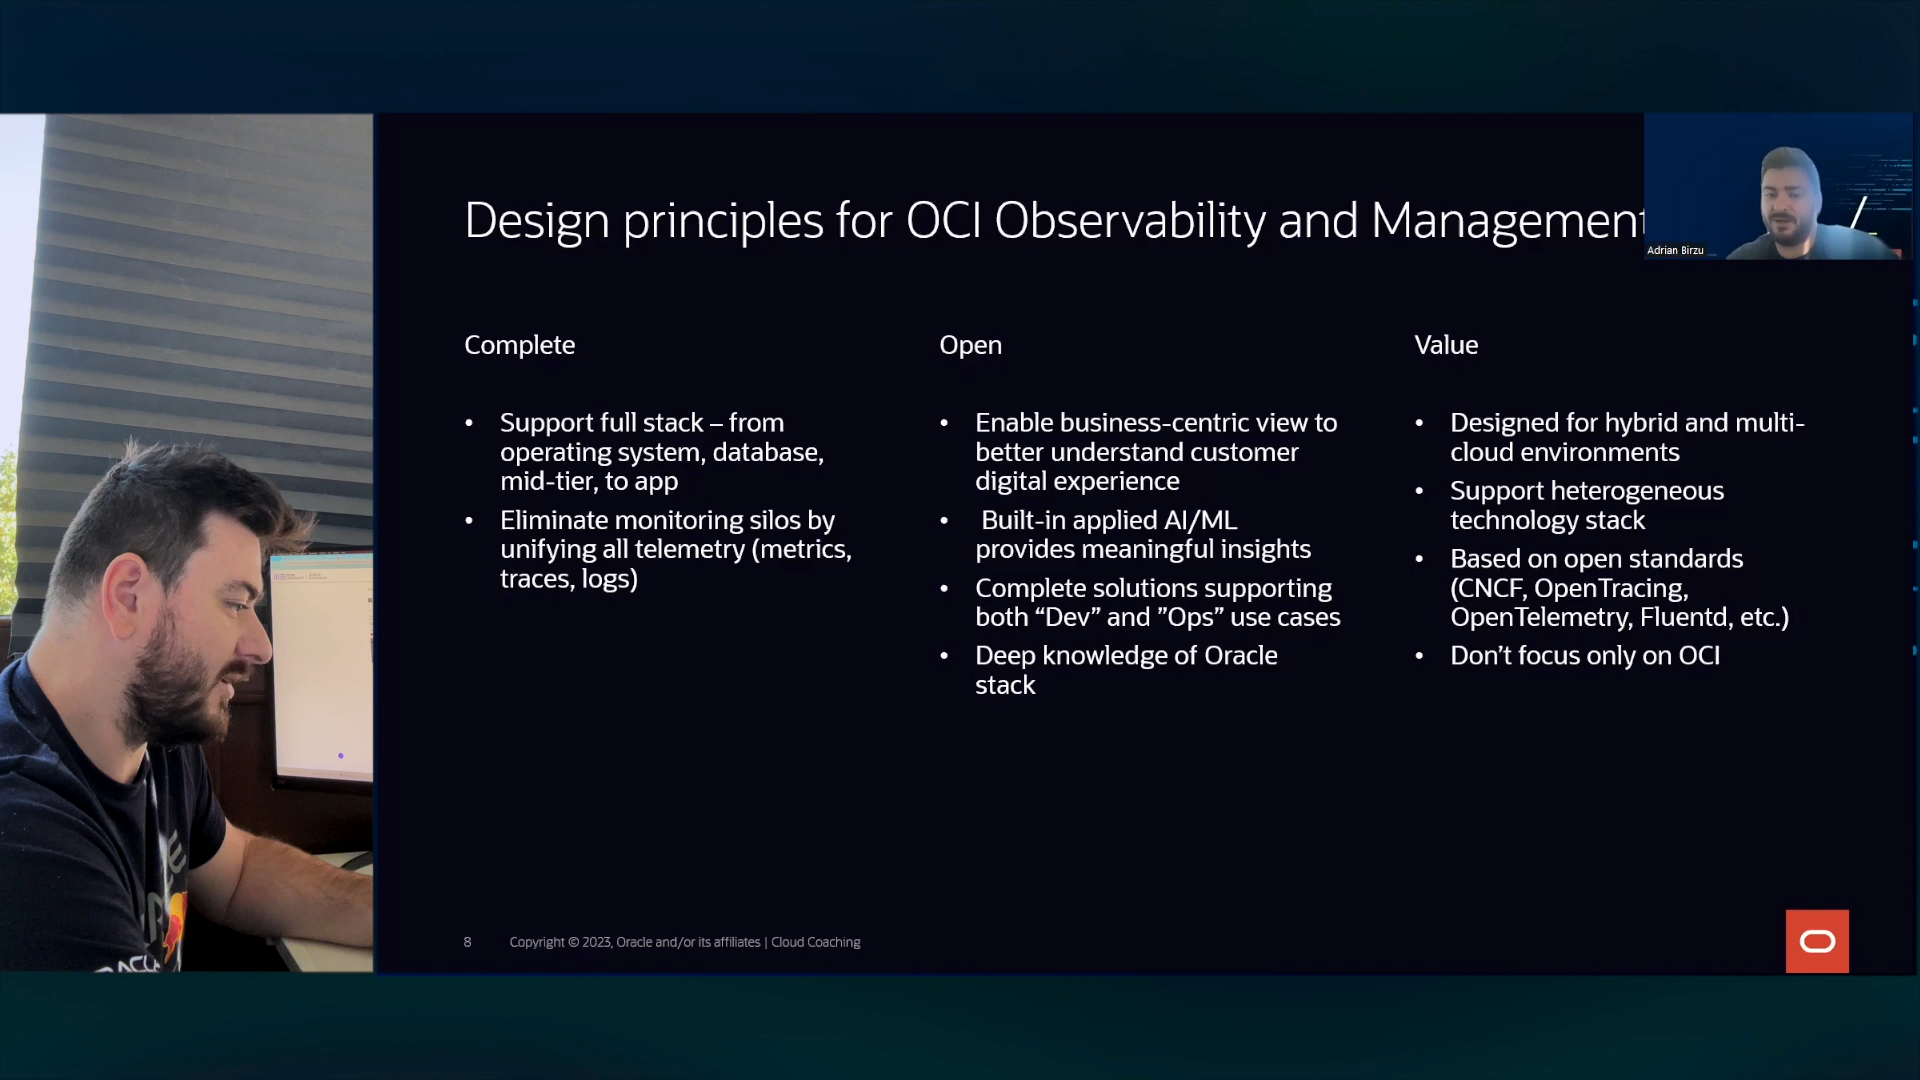 Design principles for OCI Observability and Management
Adrian Birzu
Complete
• Support full stack – from
operating system, database,
mid-tier, to app
• Eliminate monitoring silos by
unifying all telemetry (metrics,
traces, logs)
Open
• Enable business-centric view to
better understand customer
digital experience
• Built-in applied AI/ML
provides meaningful insights
• Complete solutions supporting
both “Dev” and ”Ops” use cases
• Deep knowledge of Oracle
stack
Value
• Designed for hybrid and multi-
cloud environments
• Support heterogeneous
technology stack
• Based on open standards
(CNCF, OpenTracing,
OpenTelemetry, Fluentd, etc.)
• Don’t focus only on OCI
8 Copyright © 2023, Oracle and/or its affiliates | Cloud Coaching